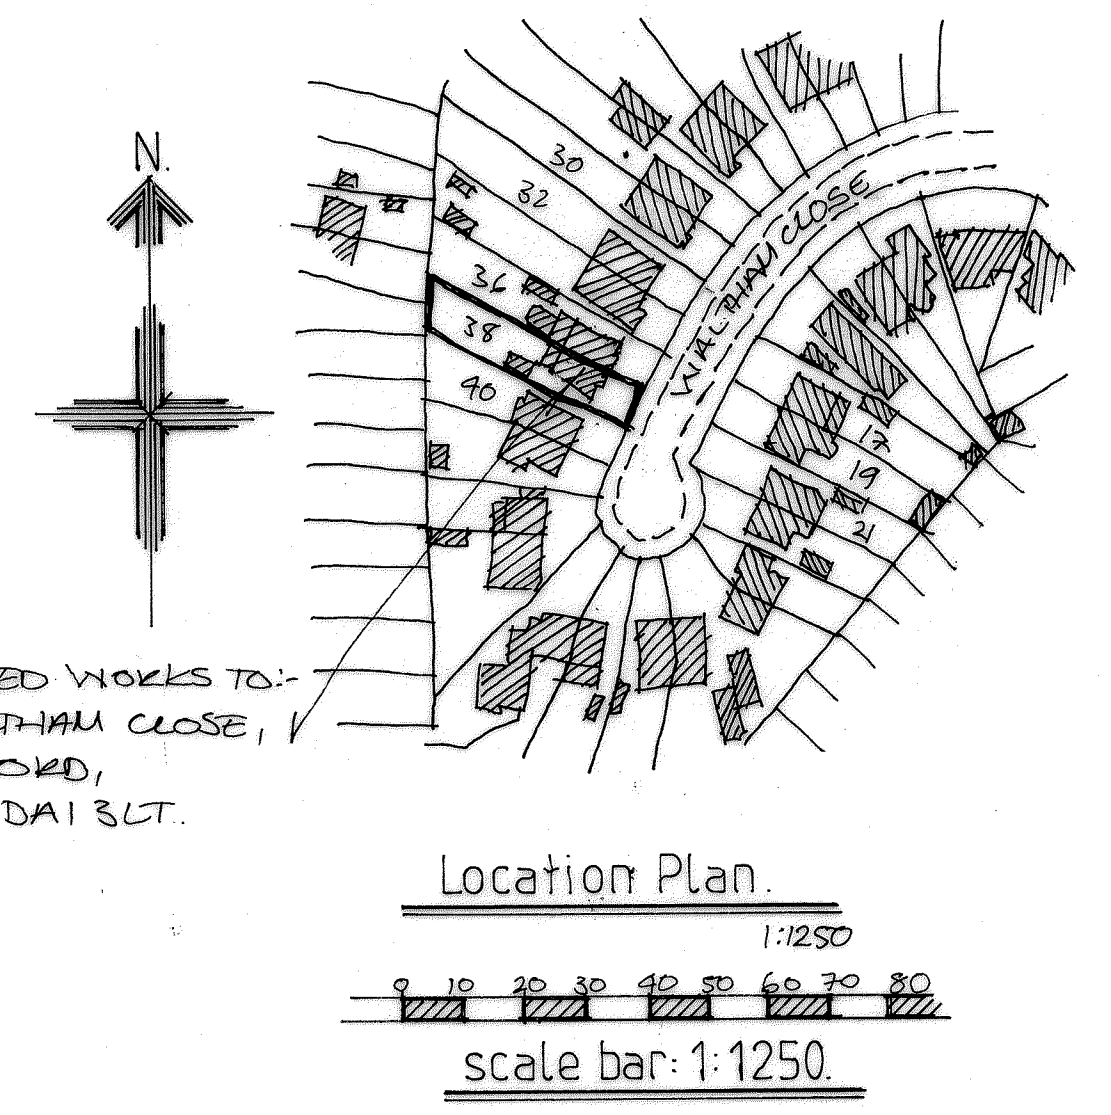 N.
30
32
36
38
40
WALTHAM CLOSE
17
19
21
ED WORKS TO:-
THAM CLOSE,
ORD,
DA1 3LT.
Location Plan.
1:1250
0 10 20 30 40 50 60 70 80
scale bar: 1:1250.